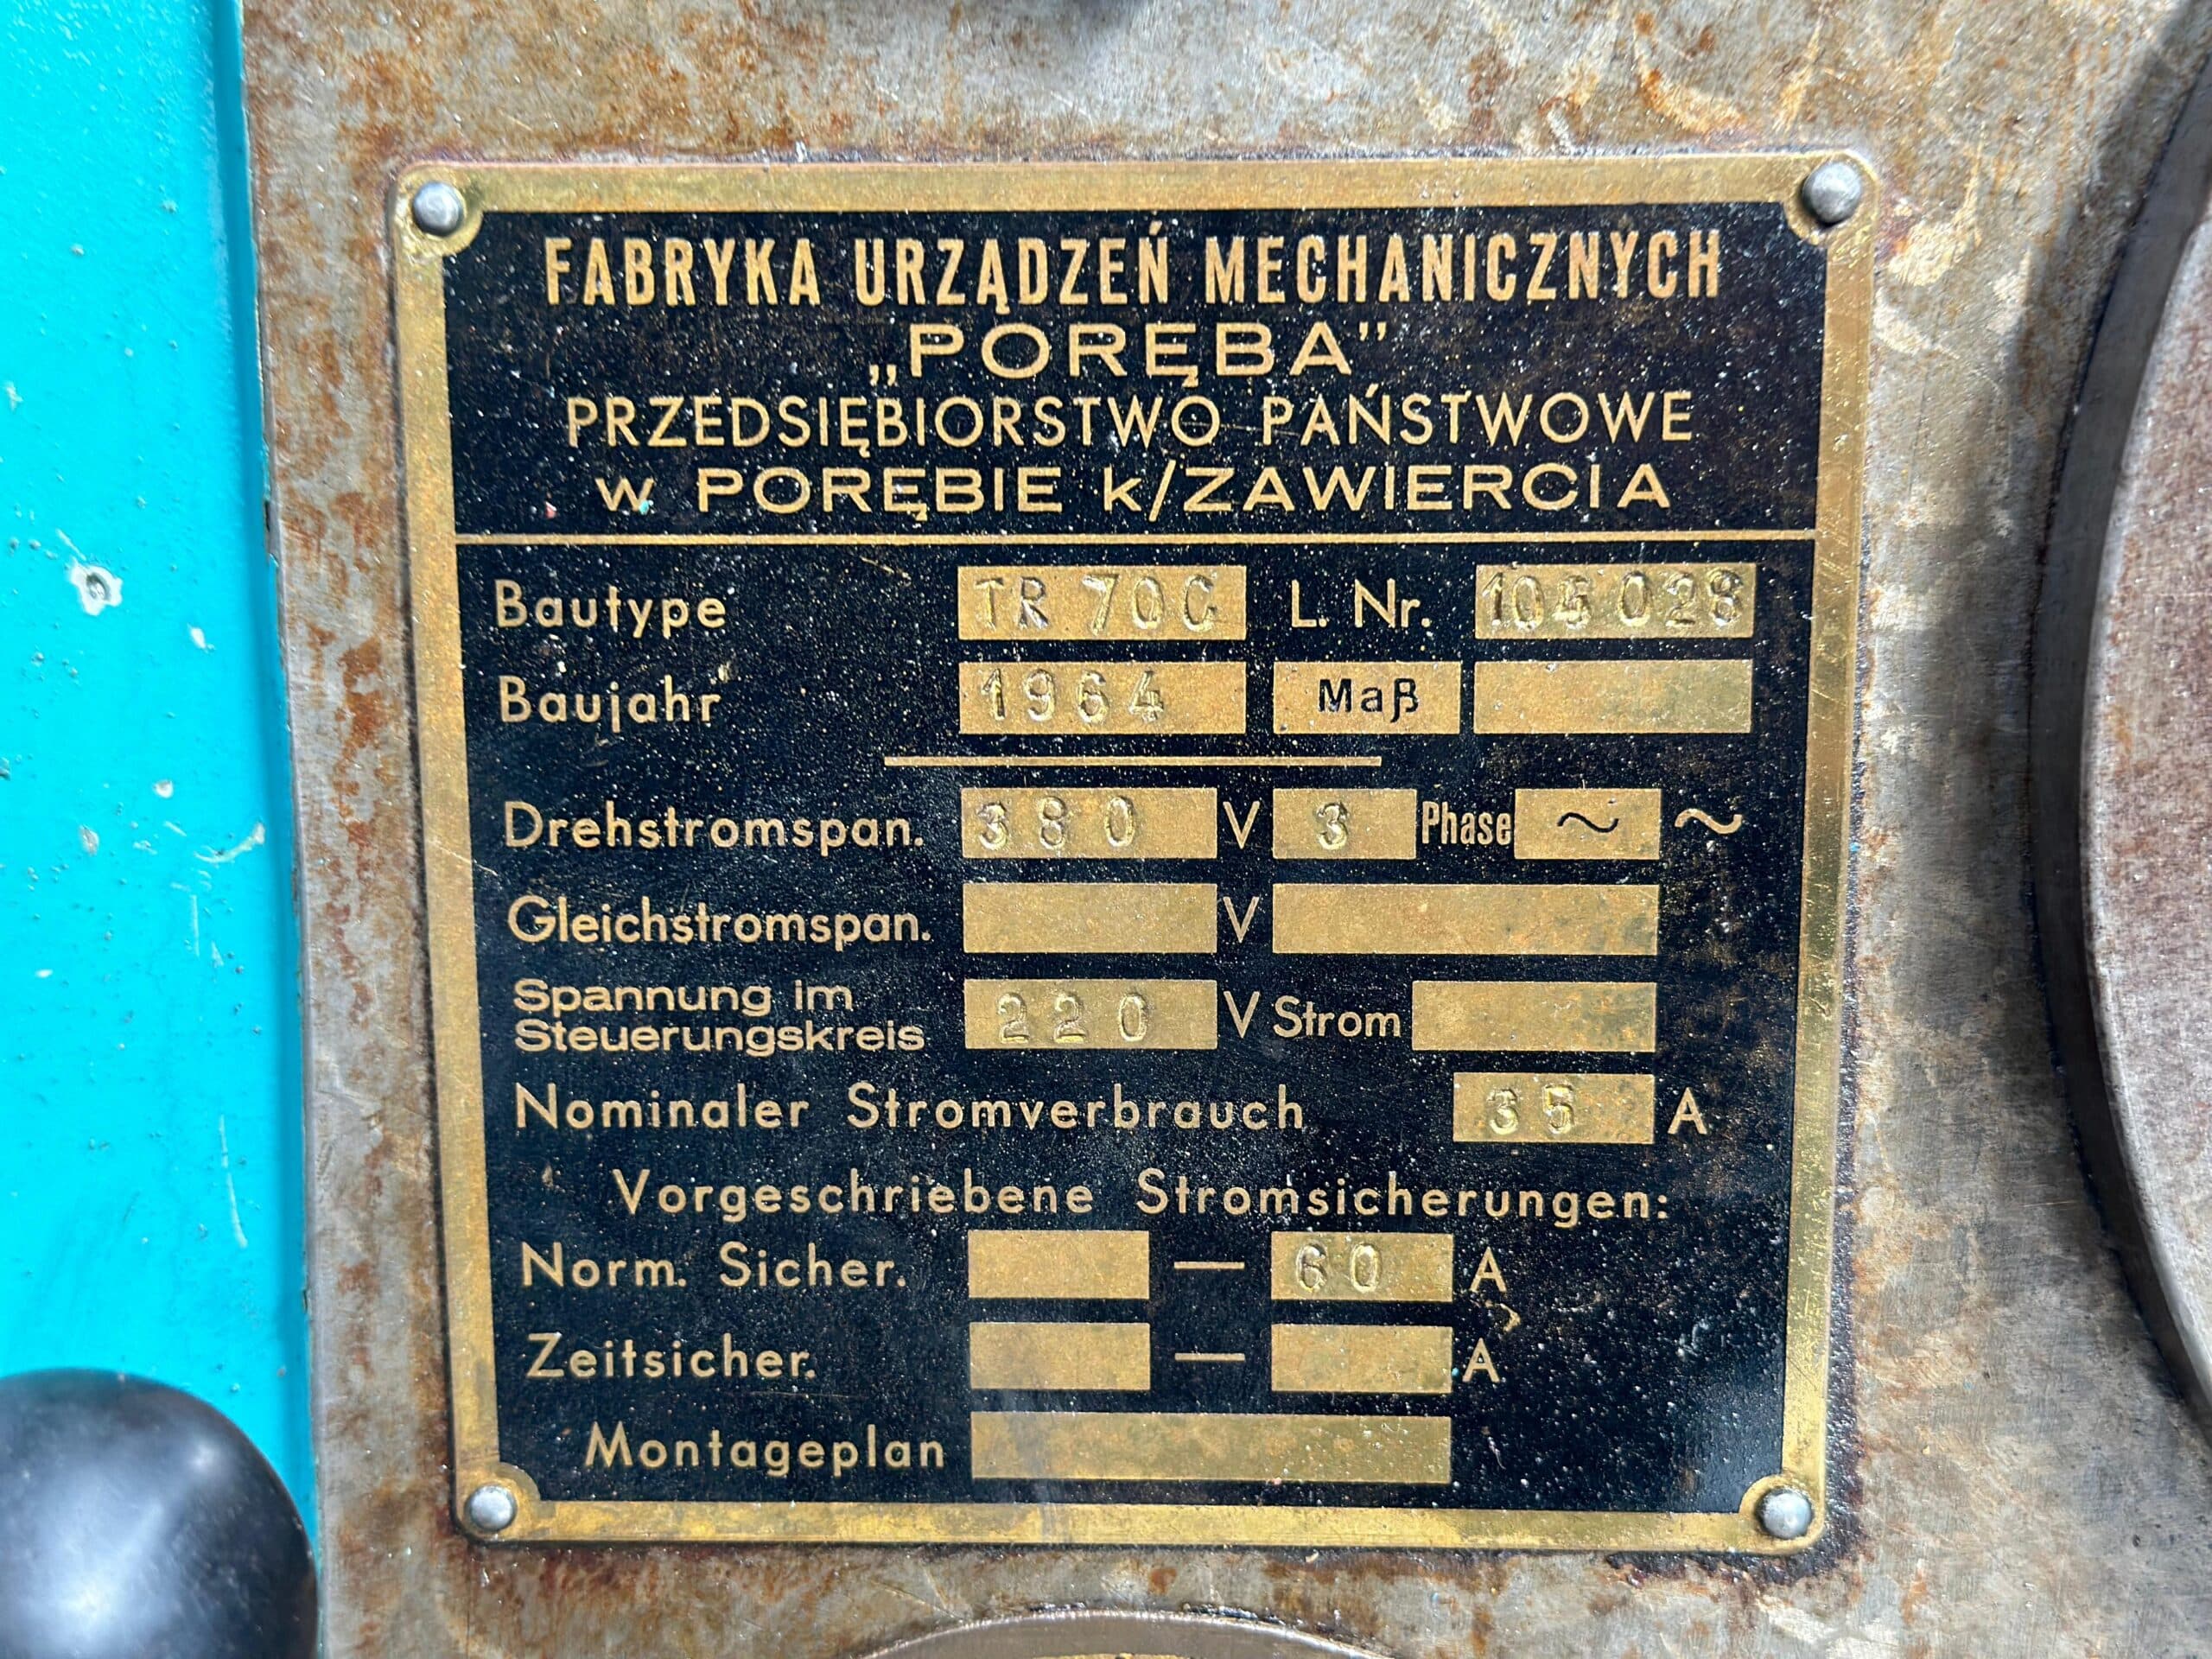 FABRYKA URZĄDZEŃ MECHANICZNYCH
„PORĘBA”
PRZEDSIĘBIORSTWO PAŃSTWOWE
w PORĘBIE k/ZAWIERCIA
Bautype TR 70C L. Nr.
Baujahr 1964 Maß
Drehstromspan. 380 V 3 Phase ~ ~
Gleichstromspan. V
Spannung im
Steuerungskreis 220 V Strom
Nominaler Stromverbrauch 35 A
Vorgeschriebene Stromsicherungen:
Norm. Sicher. — 60 A
Zeitsicher. — A
Montageplan